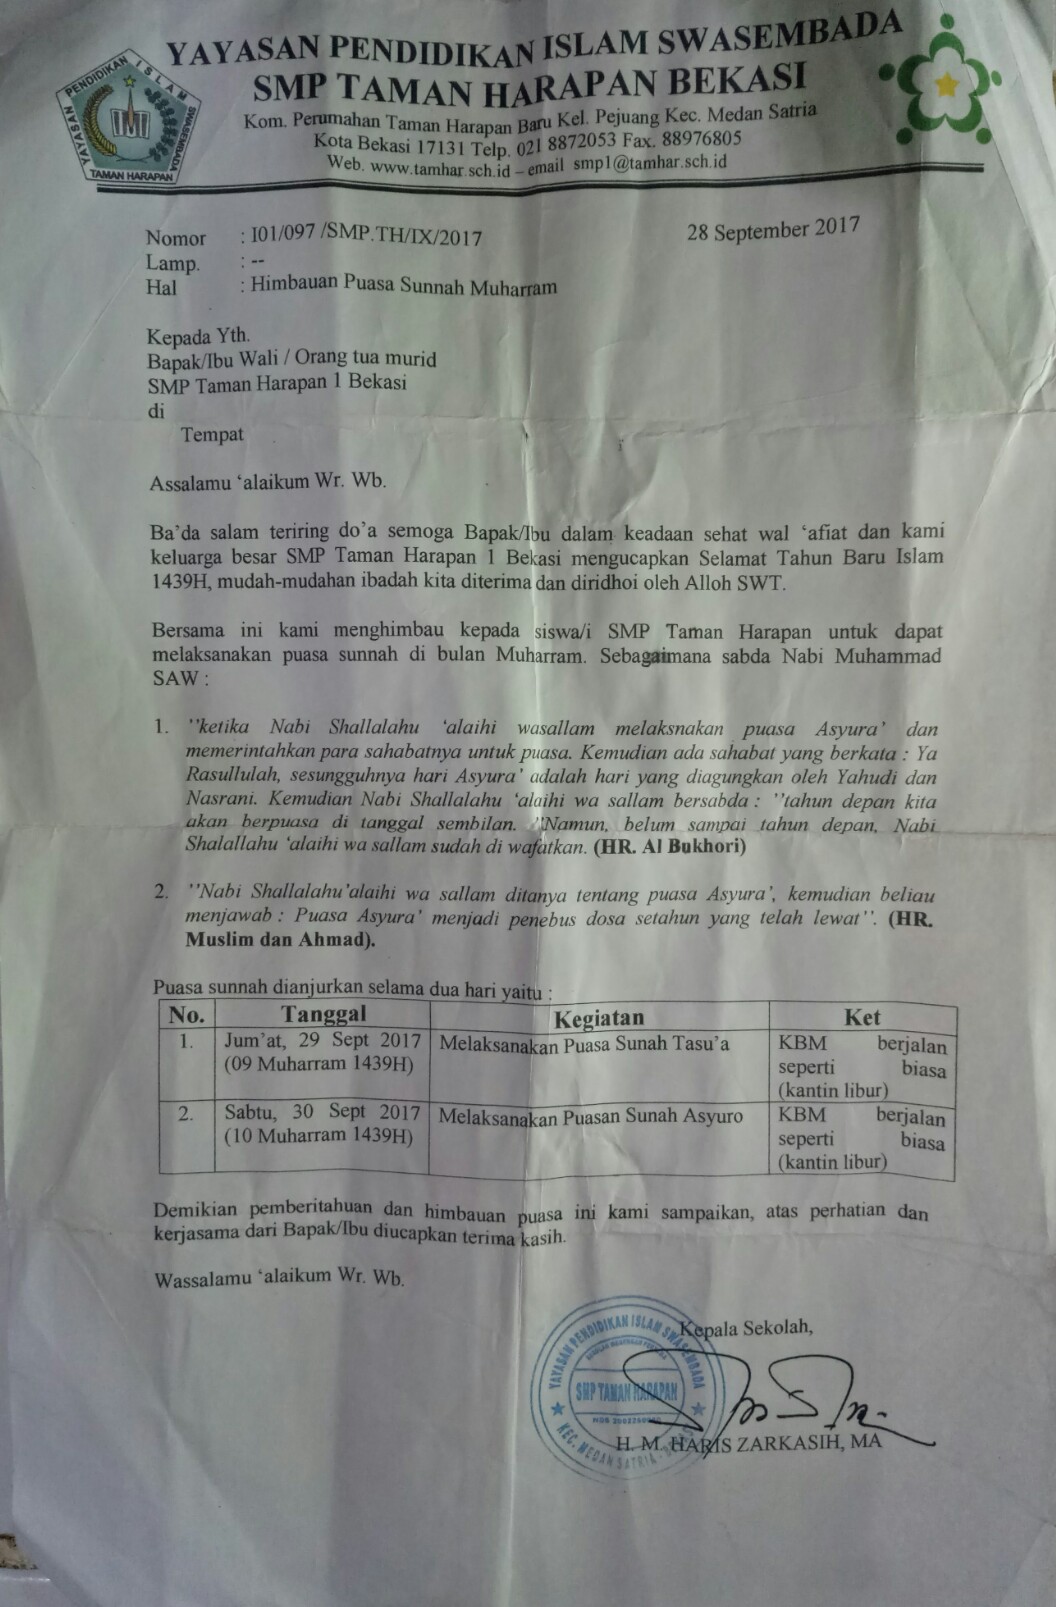 YAYASAN PENDIDIKAN ISLAM SWASEMBADA
SMP TAMAN HARAPAN BEKASI
Kom. Perumahan Taman Harapan Baru Kel. Pejuang Kec. Medan Satria
Kota Bekasi 17131 Telp. 021 8872053 Fax. 88976805
Web. www.tamhar.sch.id – email smp1@tamhar.sch.id
YAYASAN PENDIDIKAN ISLAM SWASEMBADA
TAMAN HARAPAN
Nomor : I01/097 /SMP.TH/IX/2017 28 September 2017
Lamp. : --
Hal : Himbauan Puasa Sunnah Muharram
Kepada Yth.
Bapak/Ibu Wali / Orang tua murid
SMP Taman Harapan 1 Bekasi
di
Tempat
Assalamu ‘alaikum Wr. Wb.
Ba’da salam teriring do’a semoga Bapak/Ibu dalam keadaan sehat wal ‘afiat dan kami
keluarga besar SMP Taman Harapan 1 Bekasi mengucapkan Selamat Tahun Baru Islam
1439H, mudah-mudahan ibadah kita diterima dan diridhoi oleh Alloh SWT.
Bersama ini kami menghimbau kepada siswa/i SMP Taman Harapan untuk dapat
melaksanakan puasa sunnah di bulan Muharram. Sebagaimana sabda Nabi Muhammad
SAW :
1. ’’ketika Nabi Shallalahu ‘alaihi wasallam melaksnakan puasa Asyura’ dan
memerintahkan para sahabatnya untuk puasa. Kemudian ada sahabat yang berkata : Ya
Rasullulah, sesungguhnya hari Asyura’ adalah hari yang diagungkan oleh Yahudi dan
Nasrani. Kemudian Nabi Shallalahu ‘alaihi wa sallam bersabda : ’’tahun depan kita
akan berpuasa di tanggal sembilan. ’’Namun, belum sampai tahun depan, Nabi
Shalallahu ‘alaihi wa sallam sudah di wafatkan. (HR. Al Bukhori)
2. ’’Nabi Shallalahu’alaihi wa sallam ditanya tentang puasa Asyura’, kemudian beliau
menjawab : Puasa Asyura’ menjadi penebus dosa setahun yang telah lewat’’. (HR.
Muslim dan Ahmad).
Puasa sunnah dianjurkan selama dua hari yaitu :
No. Tanggal Kegiatan Ket
1. Jum’at, 29 Sept 2017 Melaksanakan Puasa Sunah Tasu’a KBM berjalan
(09 Muharram 1439H) seperti biasa
(kantin libur)
2. Sabtu, 30 Sept 2017 Melaksanakan Puasan Sunah Asyuro KBM berjalan
(10 Muharram 1439H) seperti biasa
(kantin libur)
Demikian pemberitahuan dan himbauan puasa ini kami sampaikan, atas perhatian dan
kerjasama dari Bapak/Ibu diucapkan terima kasih.
Wassalamu ‘alaikum Wr. Wb.
Kepala Sekolah,
YAYASAN PENDIDIKAN ISLAM SWASEMBADA
SMP TAMAN HARAPAN
KEC. MEDAN SATRIA
H. M. HARIS ZARKASIH, MA